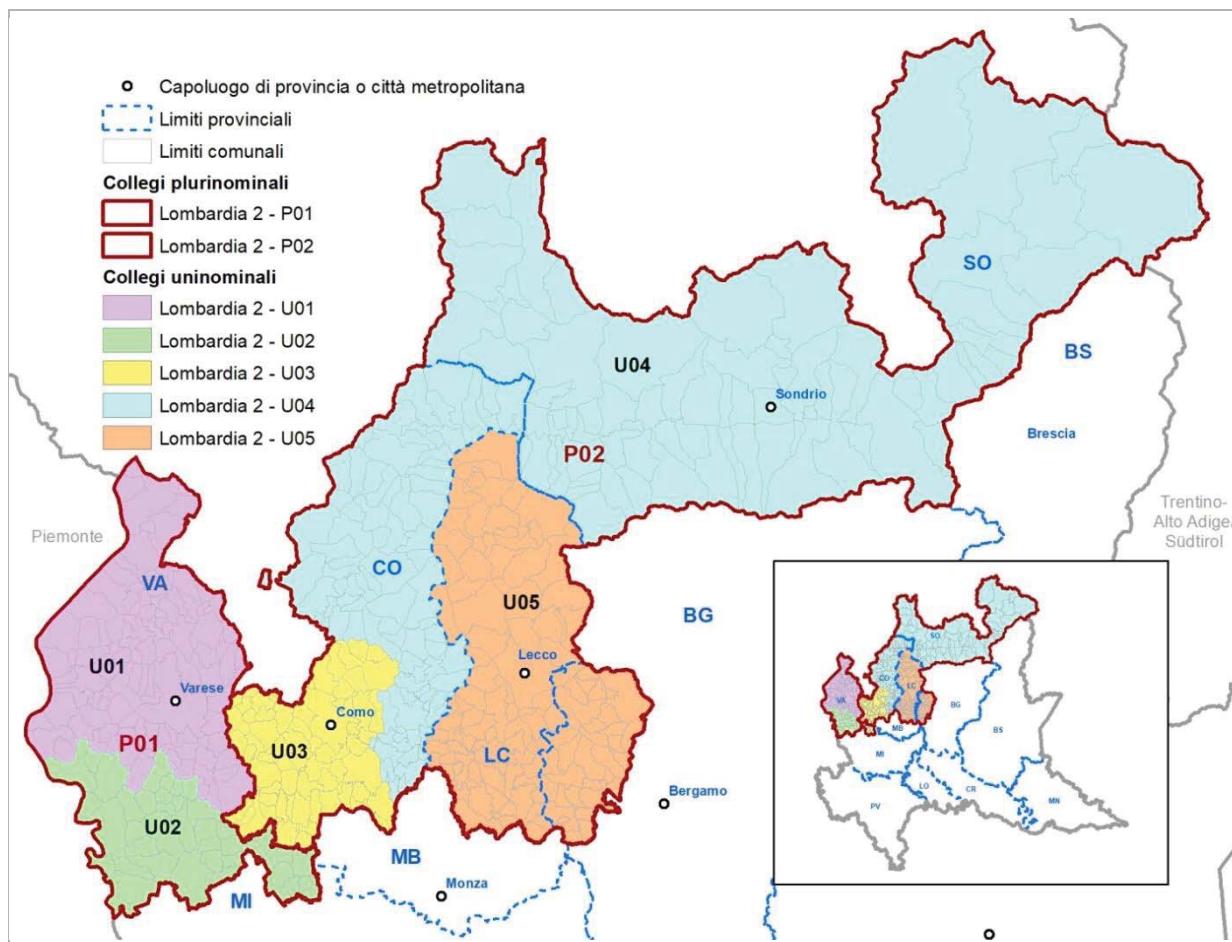 Capoluogo di provincia o città metropolitana
Limiti provinciali
Limiti comunali
Collegi plurinominali
Lombardia 2 - P01
Lombardia 2 - P02
Collegi uninominali
Lombardia 2 - U01
Lombardia 2 - U02
Lombardia 2 - U03
Lombardia 2 - U04
Lombardia 2 - U05
SO
BS
U04
Sondrio
Brescia
P02
Piemonte
Trentino-
Alto Adige/
Südtirol
VA
CO
U05
BG
U01
Varese
Lecco
Como
P01
U03
LC
Bergamo
U02
MB
Monza
MI
SO
CO
LC
VA
BG
BS
MB
MI
LO
CR
PV
MN